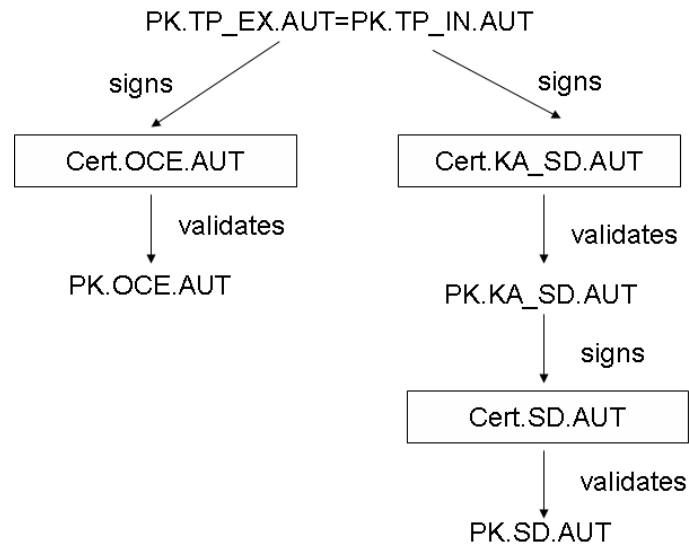 PK.TP_EX.AUT=PK.TP_IN.AUT
signs
signs
Cert.OCE.AUT
Cert.KA_SD.AUT
validates
validates
PK.OCE.AUT
PK.KA_SD.AUT
signs
Cert.SD.AUT
validates
PK.SD.AUT